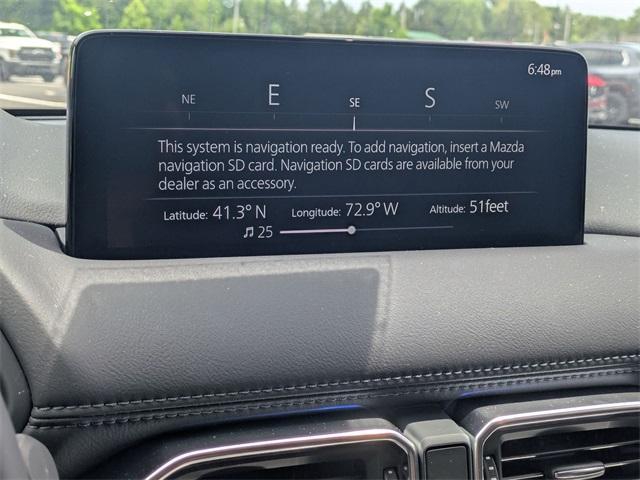 6:48pm
NE E SE S SW
This system is navigation ready. To add navigation, insert a Mazda
navigation SD card. Navigation SD cards are available from your
dealer as an accessory.
Latitude: 41.3° N Longitude: 72.9° W Altitude: 51feet
25